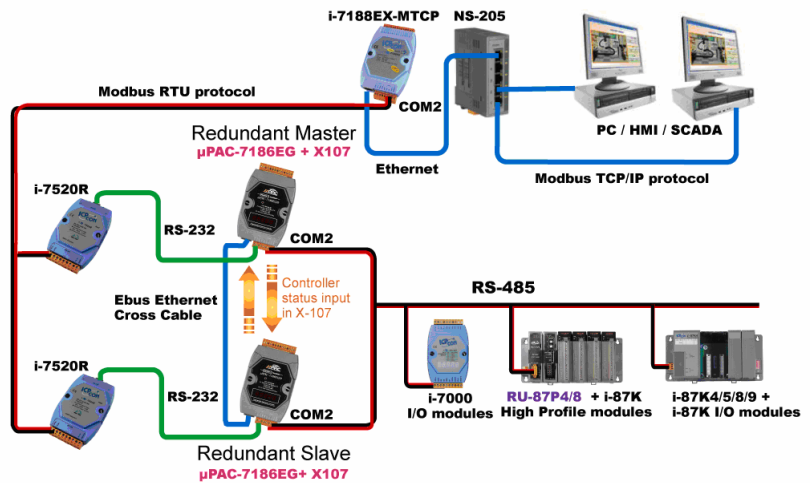 i-7188EX-MTCP
NS-205
Modbus RTU protocol
COM2
PC / HMI / SCADA
Redundant Master
µPAC-7186EG + X107
Ethernet
Modbus TCP/IP protocol
i-7520R
RS-232
COM2
Ebus Ethernet
Cross Cable
Controller
status input
in X-107
RS-485
i-7520R
RS-232
COM2
i-7000
I/O modules
RU-87P4/8 + i-87K
High Profile modules
i-87K4/5/8/9 +
i-87K I/O modules
Redundant Slave
µPAC-7186EG+ X107